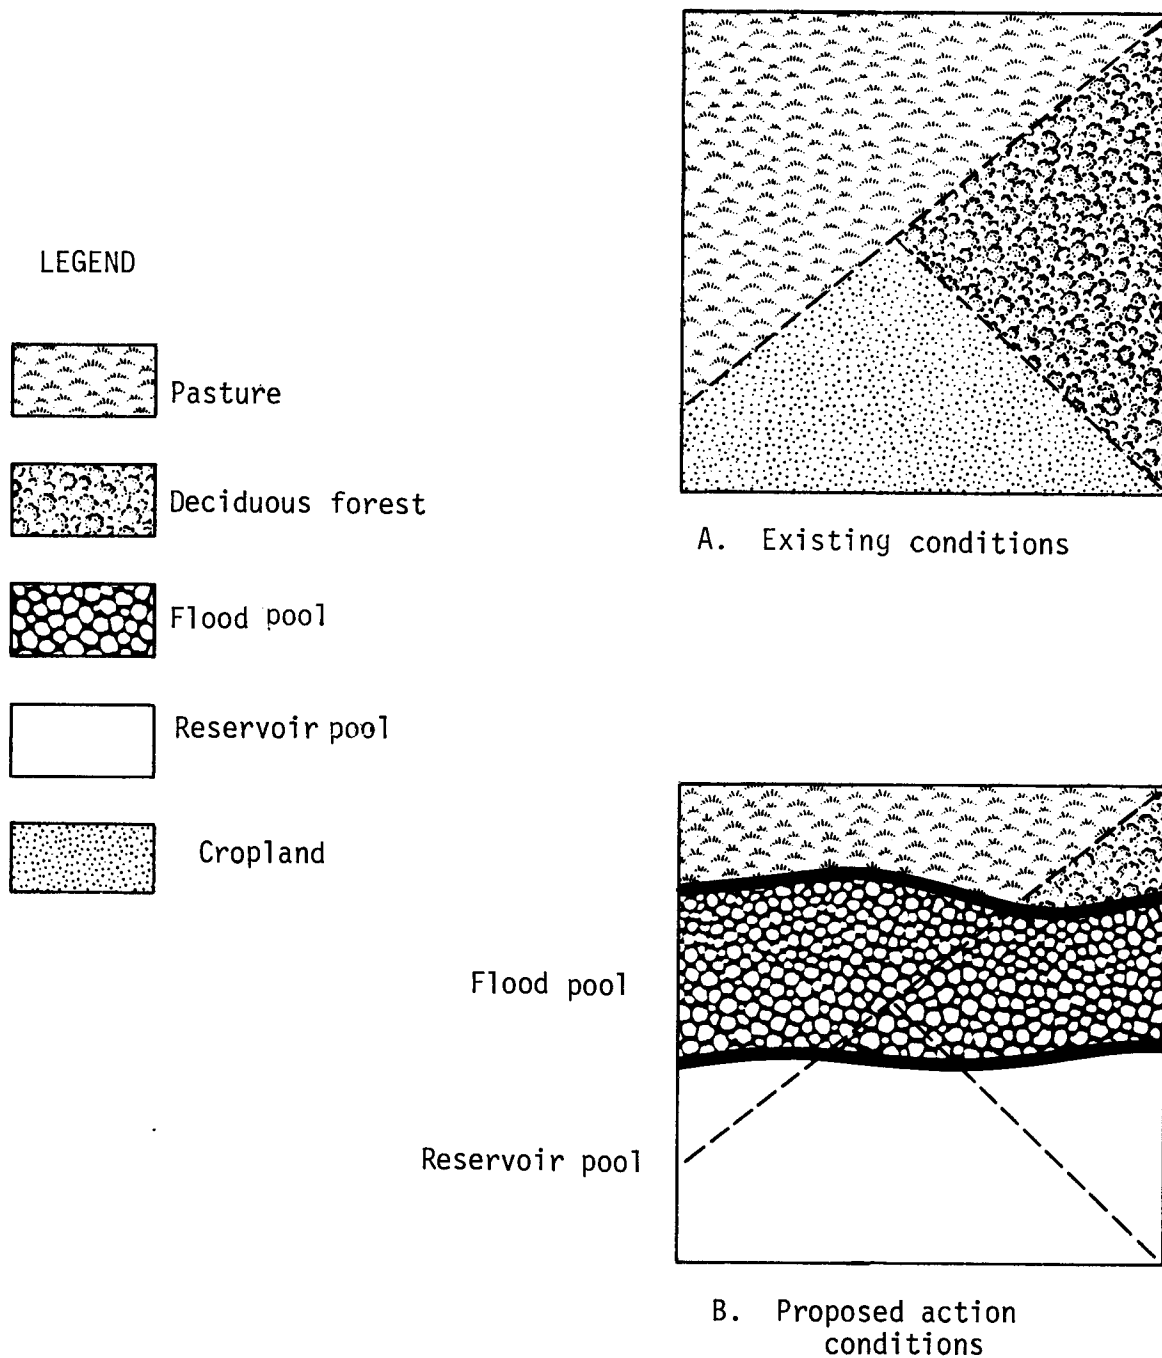 LEGEND
Pasture
Deciduous forest
Flood pool
Reservoir pool
Cropland
A. Existing conditions
Flood pool
Reservoir pool
B. Proposed action
conditions